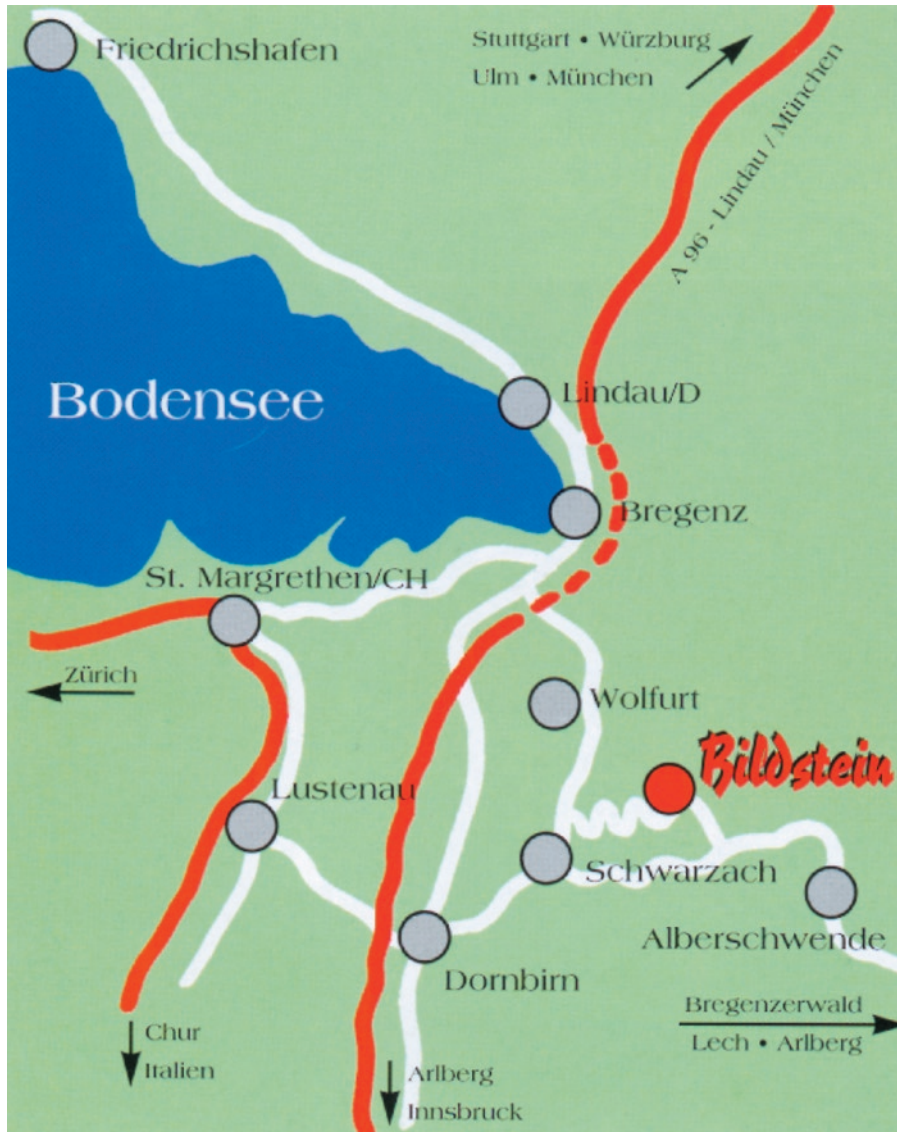 Friedrichshafen
Stuttgart • Würzburg
Ulm • München
A 96 - Lindau / München
Bodensee
Lindau/D
Bregenz
St. Margrethen/CH
Zürich
Wolfurt
Bildstein
Lustenau
Schwarzach
Alberschwende
Dornbirn
Bregenzerwald
Lech • Arlberg
Chur
Italien
Arlberg
Innsbruck